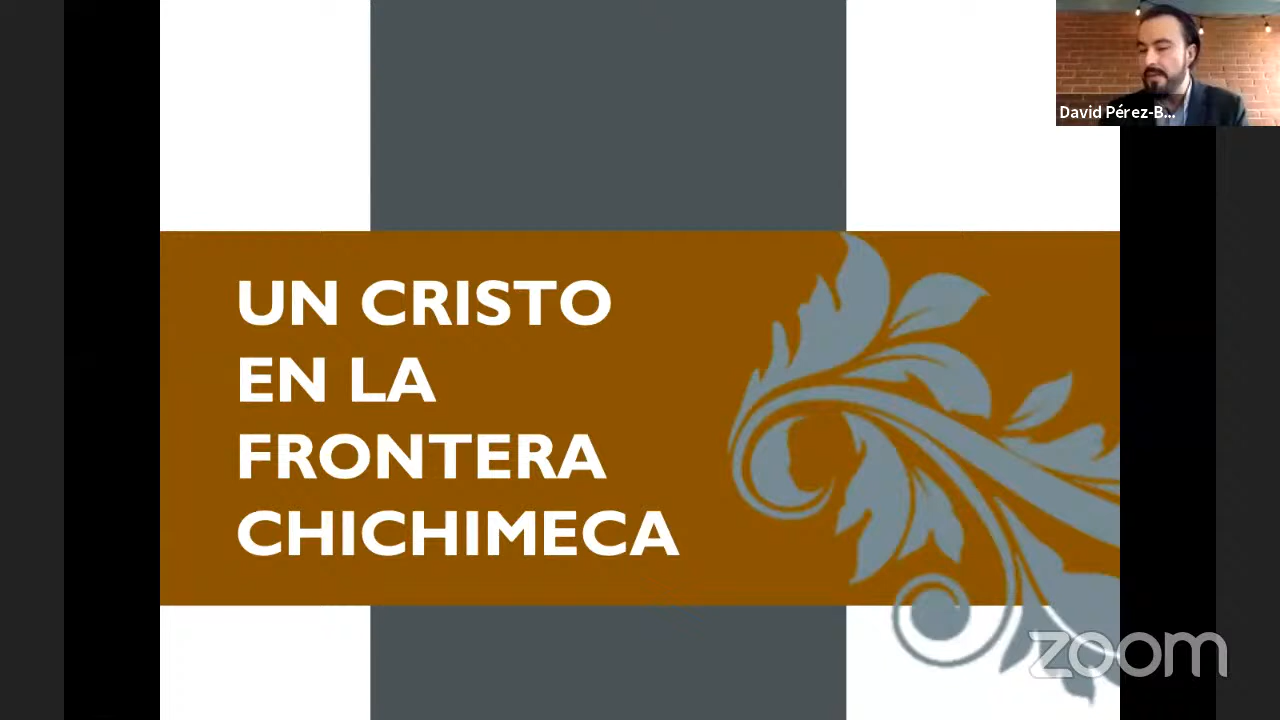 David Pérez-B...
UN CRISTO
EN LA
FRONTERA
CHICHIMECA
zoom